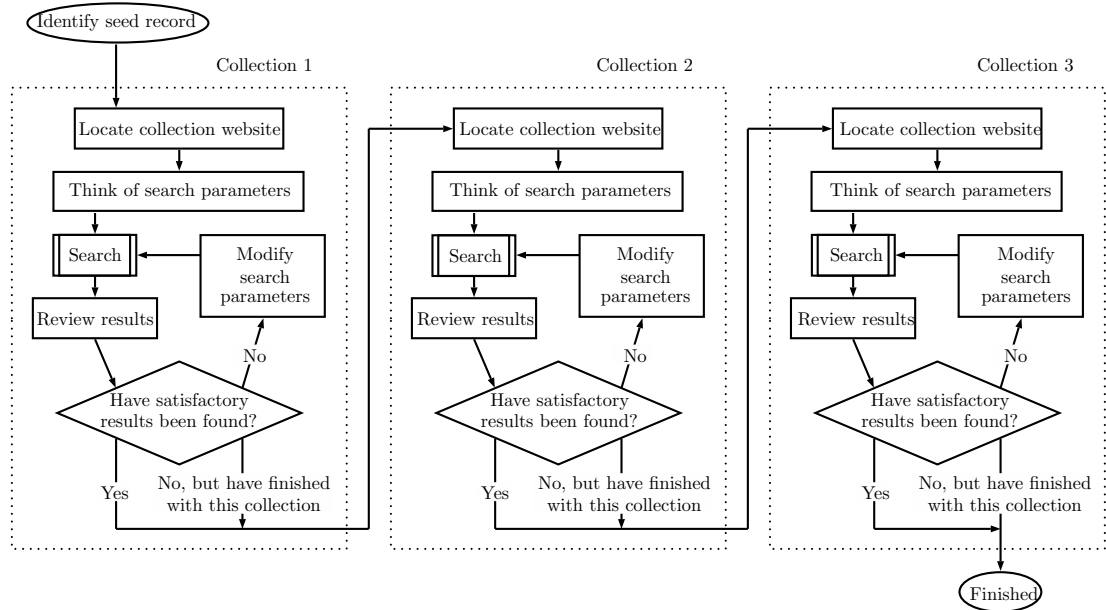 Identify seed record
Collection 1
Locate collection website
Think of search parameters
Search
Modify
search
parameters
Review results
No
Have satisfactory
results been found?
Yes
No, but have finished
with this collection
Collection 2
Locate collection website
Think of search parameters
Search
Modify
search
parameters
Review results
No
Have satisfactory
results been found?
Yes
No, but have finished
with this collection
Collection 3
Locate collection website
Think of search parameters
Search
Modify
search
parameters
Review results
No
Have satisfactory
results been found?
Yes
No, but have finished
with this collection
Finished